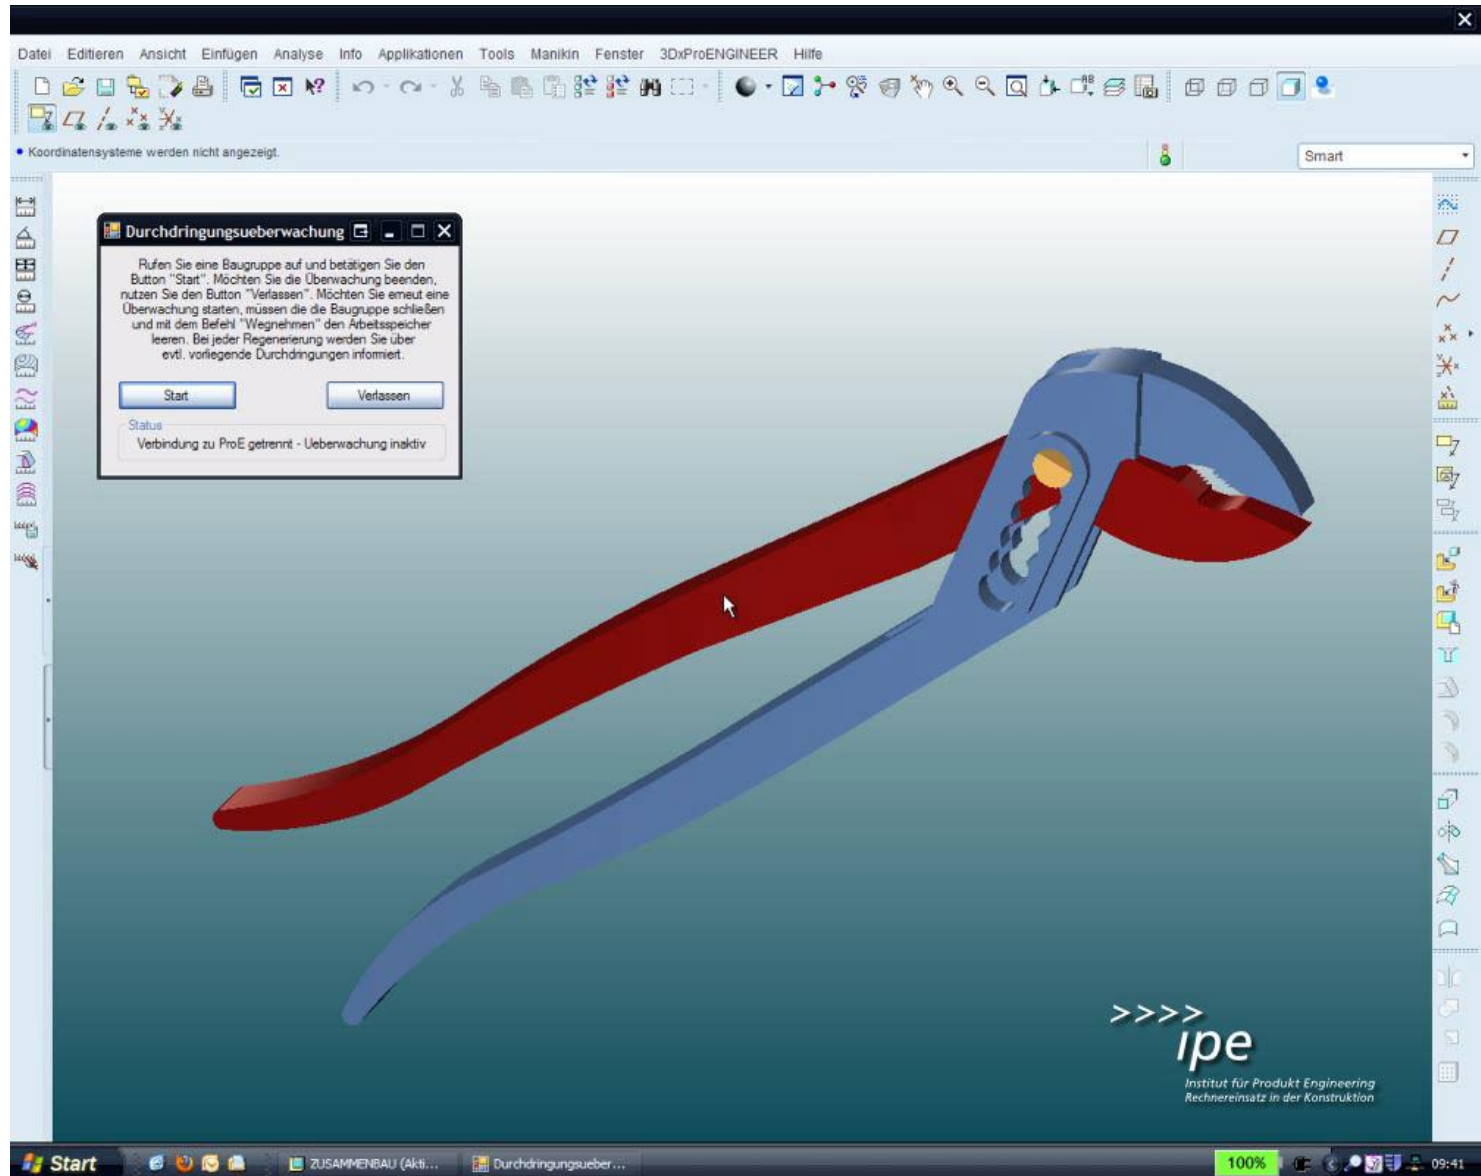 Datei Editieren Ansicht Einfügen Analyse Info Applikationen Tools Manikin Fenster 3DxProENGINEER Hilfe
• Koordinatensysteme werden nicht angezeigt.
Smart
Durchdringungsueberwachung
Rufen Sie eine Baugruppe auf und betätigen Sie den
Button "Start". Möchten Sie die Überwachung beenden,
nutzen Sie den Button "Verlassen". Möchten Sie erneut eine
Überwachung starten, müssen die die Baugruppe schließen
und mit dem Befehl "Wegnehmen" den Arbeitsspeicher
leeren. Bei jeder Regenerierung werden Sie über
evtl. vorliegende Durchdringungen informiert.
Start Verlassen
Status
Verbindung zu ProE getrennt - Ueberwachung inaktiv
>>>>
ipe
Institut für Produkt Engineering
Rechnereinsatz in der Konstruktion
Start ZUSAMMENBAU (Akti... Durchdringungsueber... 100% 09:41